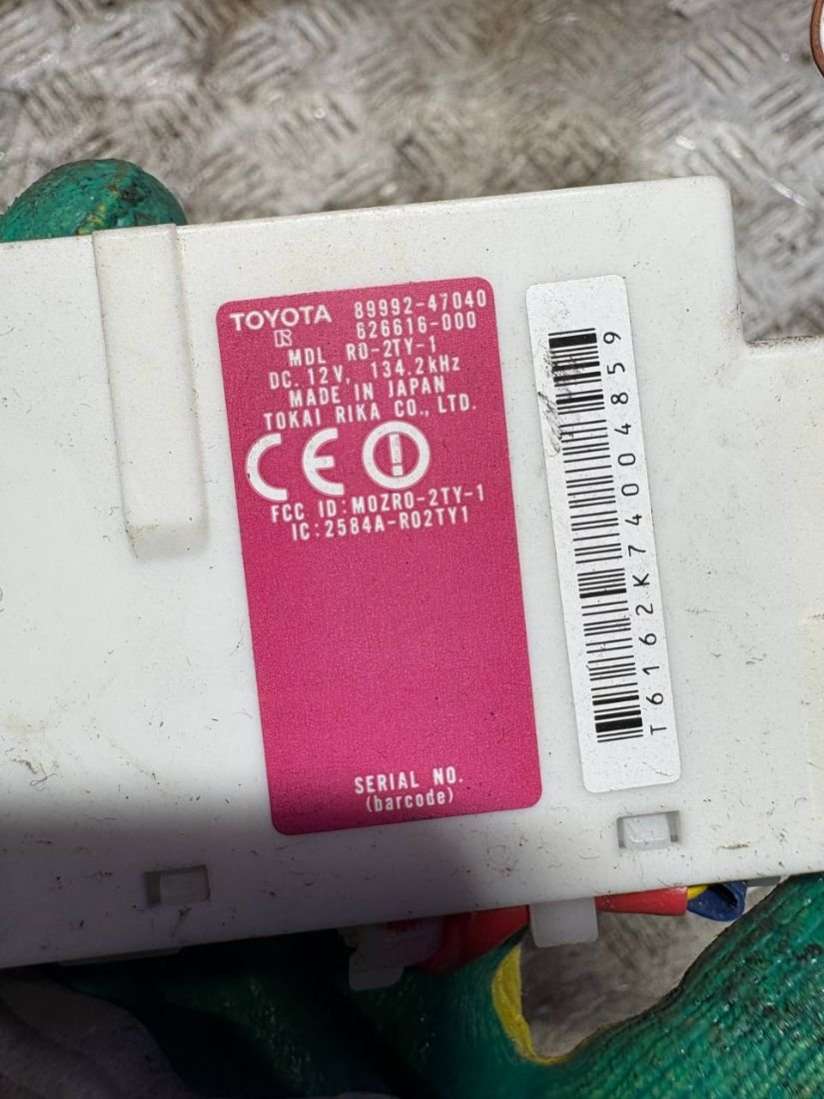 TOYOTA 89992-47040
626616-000
MDL RO-2TY-1
DC.12V, 134.2kHz
MADE IN JAPAN
TOKAI RIKA CO.,LTD.
CE
FCC ID:MOZRO-2TY-1
IC:2584A-RO2TY1
SERIAL NO.
(barcode)
T6162K74004859